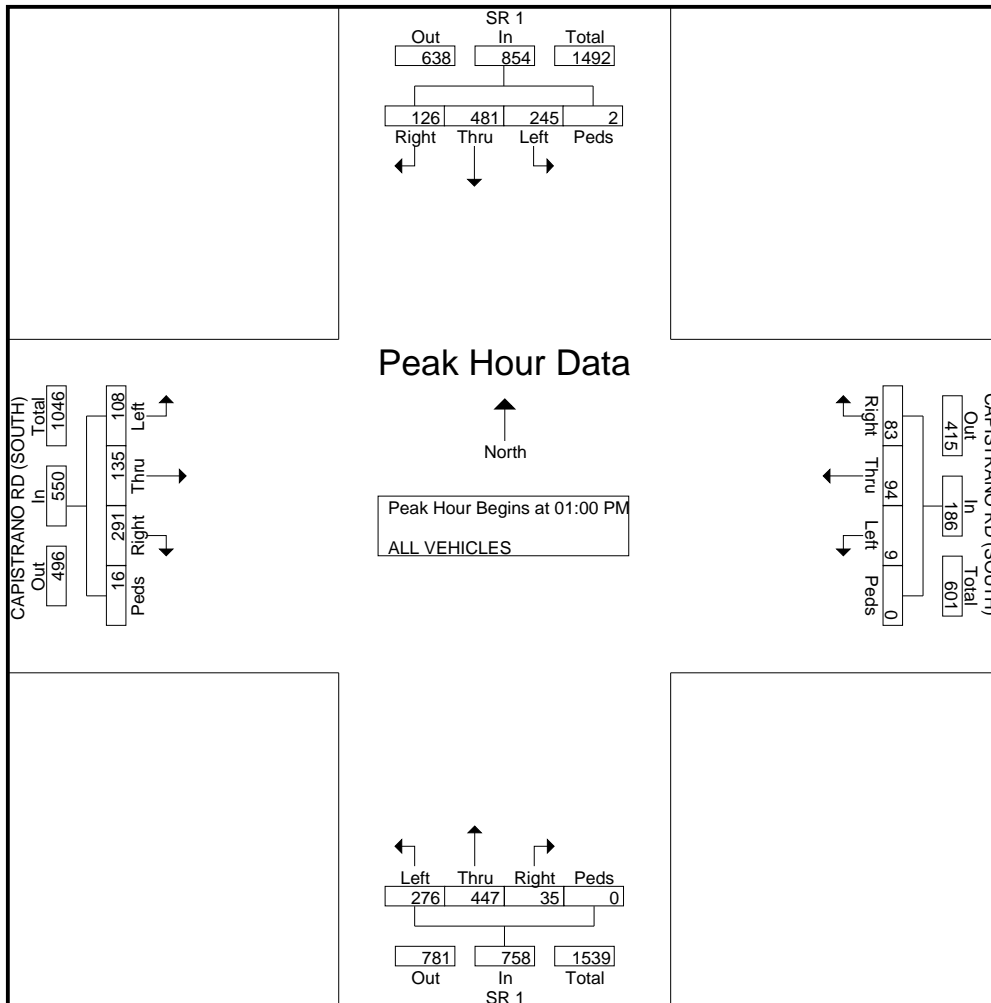 SR 1
Out In Total
638 854 1492
126 481 245 2
Right Thru Left Peds
Peak Hour Data
North
Peak Hour Begins at 01:00 PM
ALL VEHICLES
CAPISTRANO RD (SOUTH)
Total In Out
1046 550 496
108 135 291 16
Left Thru Right Peds
CAPISTRANO RD (SOUTH)
Out In Total
415 186 601
83 94 9 0
Right Thru Left Peds
Left Thru Right Peds
276 447 35 0
781 758 1539
Out In Total
SR 1